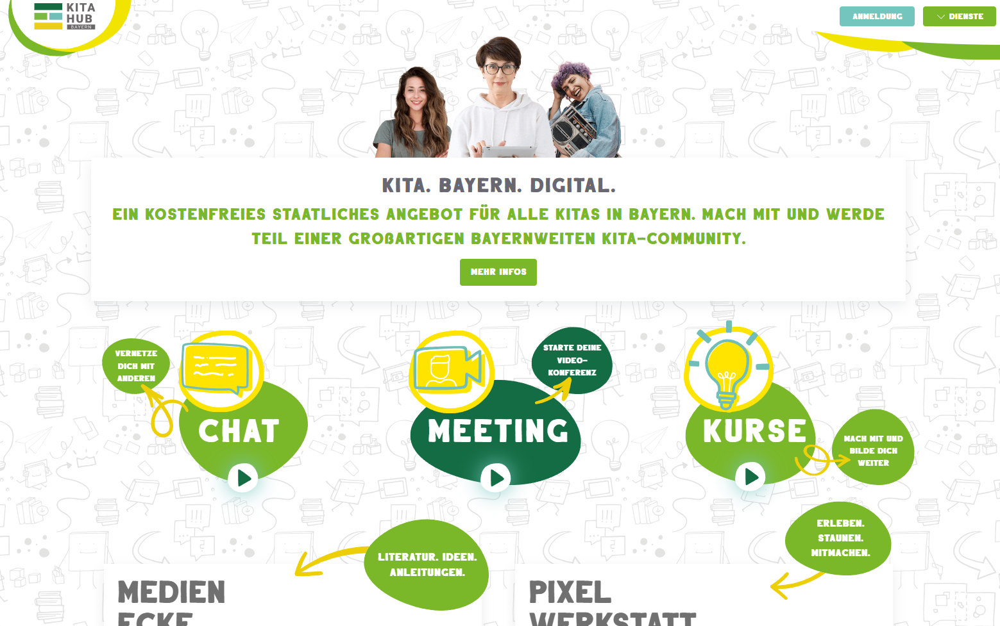 KITA
HUB
BAYERN
ANMELDUNG
DIENSTE
KITA. BAYERN. DIGITAL.
EIN KOSTENFREIES STAATLICHES ANGEBOT FÜR ALLE KITAS IN BAYERN. MACH MIT UND WERDE
TEIL EINER GROßARTIGEN BAYERNWEITEN KITA-COMMUNITY.
MEHR INFOS
VERNETZE
DICH MIT
ANDEREN
CHAT
STARTE DEINE
VIDEO-
KONFERENZ
MEETING
KURSE
MACH MIT UND
BILDE DICH
WEITER
LITERATUR. IDEEN.
ANLEITUNGEN.
MEDIEN
ECKE
ERLEBEN.
STAUNEN.
MITMACHEN.
PIXEL
WERKSTATT